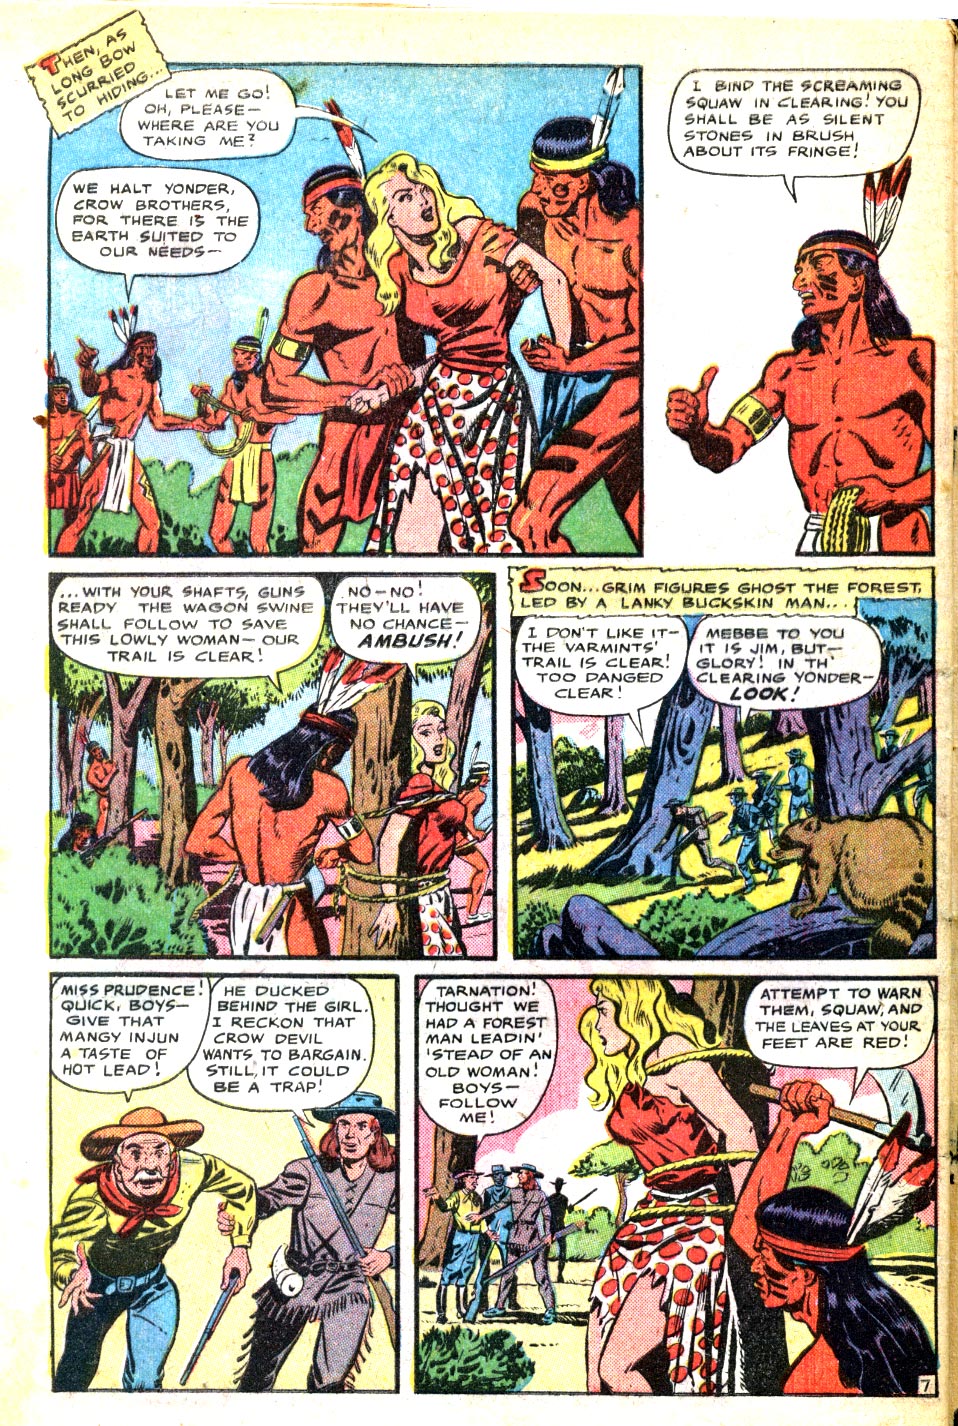 THEN, AS
LONG BOW
SCURRIED
TO HIDING...
LET ME GO!
OH, PLEASE—
WHERE ARE YOU
TAKING ME?
WE HALT YONDER,
CROW BROTHERS,
FOR THERE IS THE
EARTH SUITED TO
OUR NEEDS—
I BIND THE SCREAMING
SQUAW IN CLEARING! YOU
SHALL BE AS SILENT
STONES IN BRUSH
ABOUT ITS FRINGE!
...WITH YOUR SHAFTS, GUNS
READY THE WAGON SWINE
SHALL FOLLOW TO SAVE
THIS LOWLY WOMAN—OUR
TRAIL IS CLEAR!
NO-NO!
THEY'LL HAVE
NO CHANCE—
AMBUSH!
SOON...GRIM FIGURES GHOST THE FOREST,
LED BY A LANKY BUCKSKIN MAN...
I DON'T LIKE IT—
THE VARMINTS'
TRAIL IS CLEAR!
TOO DANGED
CLEAR!
MEBBE TO YOU
IT IS JIM, BUT—
GLORY! IN TH'
CLEARING YONDER—
LOOK!
MISS PRUDENCE!
QUICK, BOYS—
GIVE THAT
MANGY INJUN
A TASTE OF
HOT LEAD!
HE DUCKED
BEHIND THE GIRL.
I RECKON THAT
CROW DEVIL
WANTS TO BARGAIN.
STILL, IT COULD
BE A TRAP!
TARNATION!
THOUGHT WE
HAD A FOREST
MAN LEADIN'
'STEAD OF AN
OLD WOMAN!
BOYS—
FOLLOW
ME!
ATTEMPT TO WARN
THEM, SQUAW, AND
THE LEAVES AT YOUR
FEET ARE RED!
7